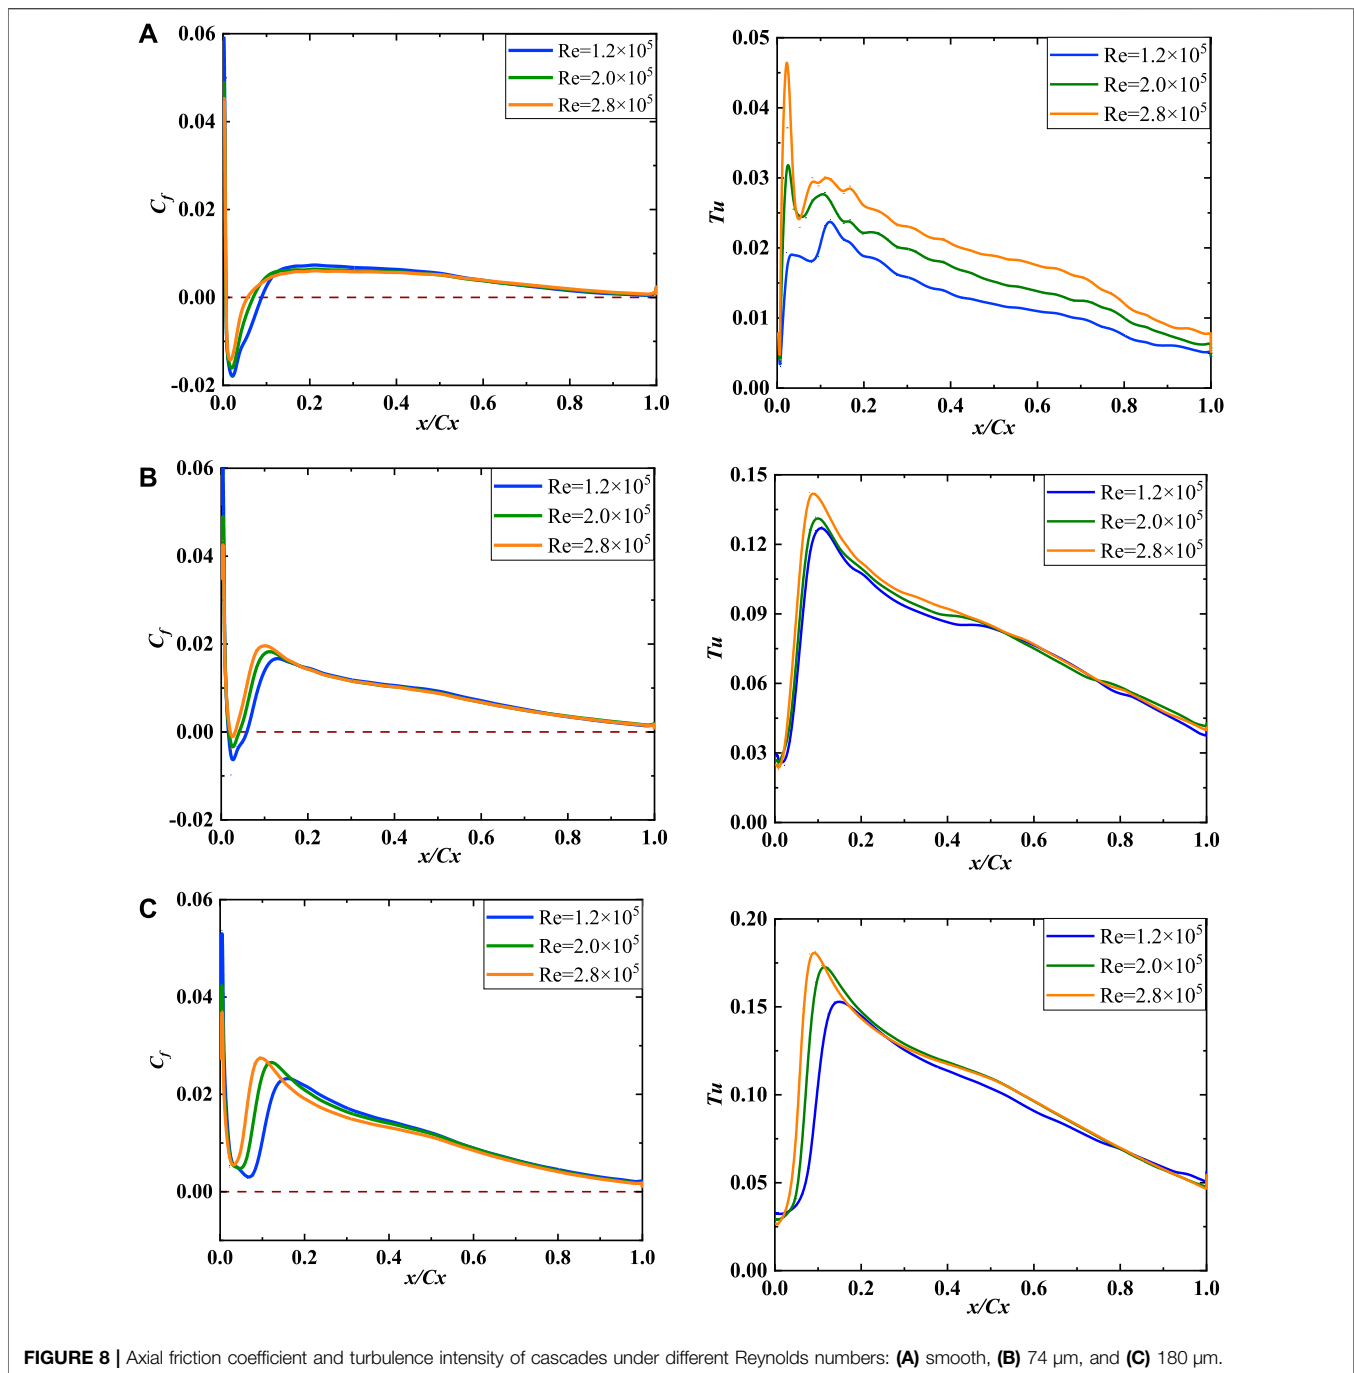 A
0.06
0.04
0.02
0.00
-0.02
C_f
0.0 0.2 0.4 0.6 0.8 1.0
x/Cx
Re=1.2×10⁵
Re=2.0×10⁵
Re=2.8×10⁵
0.05
0.04
0.03
0.02
0.01
0.00
Tu
0.0 0.2 0.4 0.6 0.8 1.0
x/Cx
Re=1.2×10⁵
Re=2.0×10⁵
Re=2.8×10⁵
B
0.06
0.04
0.02
0.00
-0.02
C_f
0.0 0.2 0.4 0.6 0.8 1.0
x/Cx
Re=1.2×10⁵
Re=2.0×10⁵
Re=2.8×10⁵
0.15
0.12
0.09
0.06
0.03
0.00
Tu
0.0 0.2 0.4 0.6 0.8 1.0
x/Cx
Re=1.2×10⁵
Re=2.0×10⁵
Re=2.8×10⁵
C
0.06
0.04
0.02
0.00
C_f
0.0 0.2 0.4 0.6 0.8 1.0
x/Cx
Re=1.2×10⁵
Re=2.0×10⁵
Re=2.8×10⁵
0.20
0.15
0.10
0.05
0.00
Tu
0.0 0.2 0.4 0.6 0.8 1.0
x/Cx
Re=1.2×10⁵
Re=2.0×10⁵
Re=2.8×10⁵
FIGURE 8 | Axial friction coefficient and turbulence intensity of cascades under different Reynolds numbers: (A) smooth, (B) 74 μm, and (C) 180 μm.